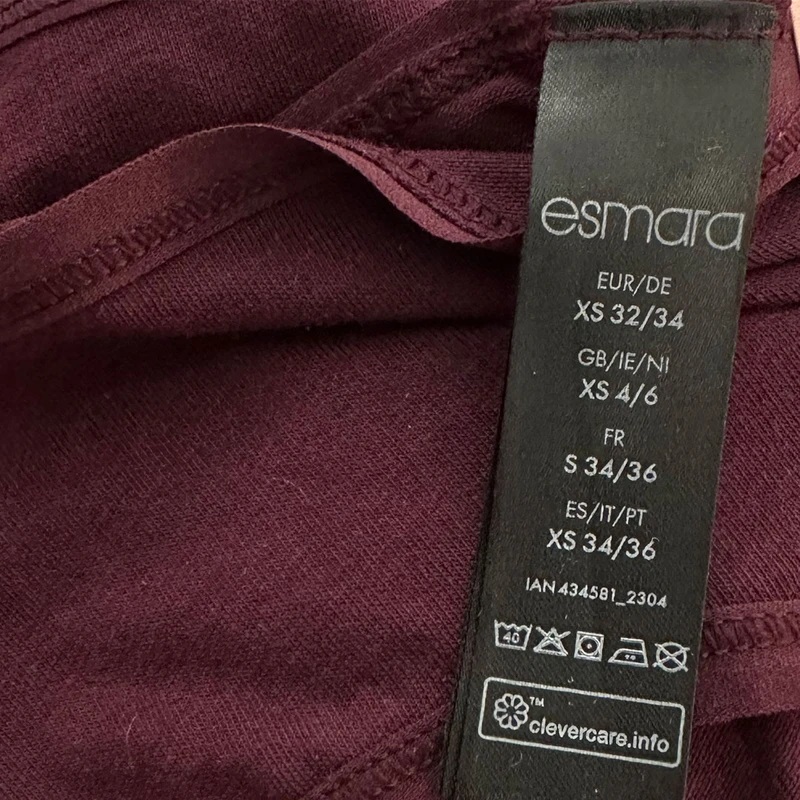 esmara
EUR/DE
XS 32/34
GB/IE/NI
XS 4/6
FR
S 34/36
ES/IT/PT
XS 34/36
IAN 434581_2304
40
clevercare.info™